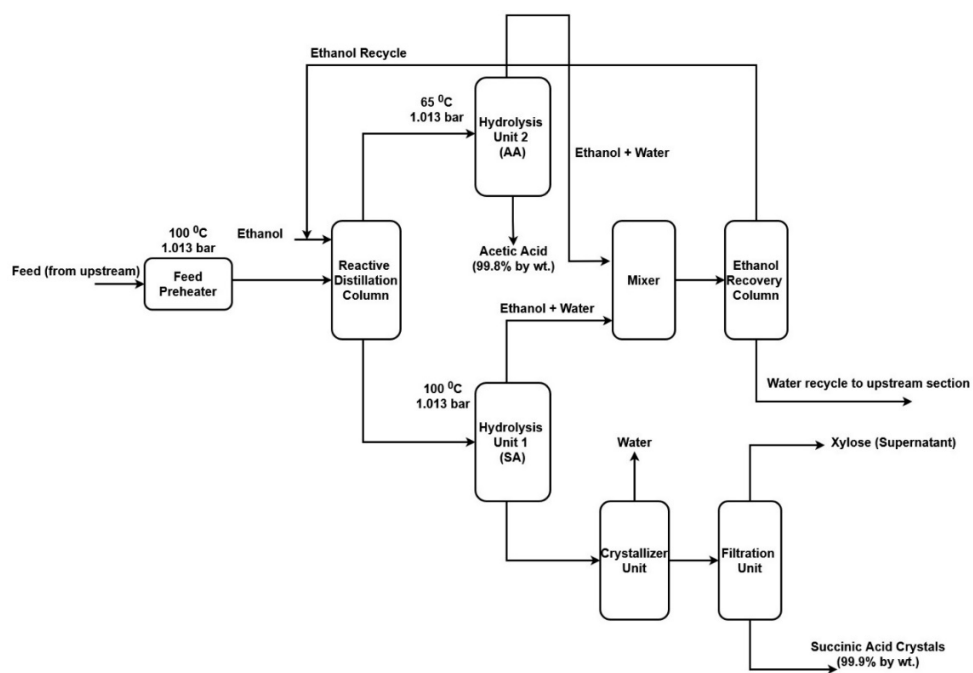 Ethanol Recycle
65 ⁰C
1.013 bar
Hydrolysis
Unit 2
(AA)
Ethanol + Water
100 ⁰C
1.013 bar
Ethanol
Feed (from upstream)
Feed
Preheater
Reactive
Distillation
Column
Acetic Acid
(99.8% by wt.)
Mixer
Ethanol
Recovery
Column
Ethanol + Water
100 ⁰C
1.013 bar
Water recycle to upstream section
Hydrolysis
Unit 1
(SA)
Water
Xylose (Supernatant)
Crystallizer
Unit
Filtration
Unit
Succinic Acid Crystals
(99.9% by wt.)